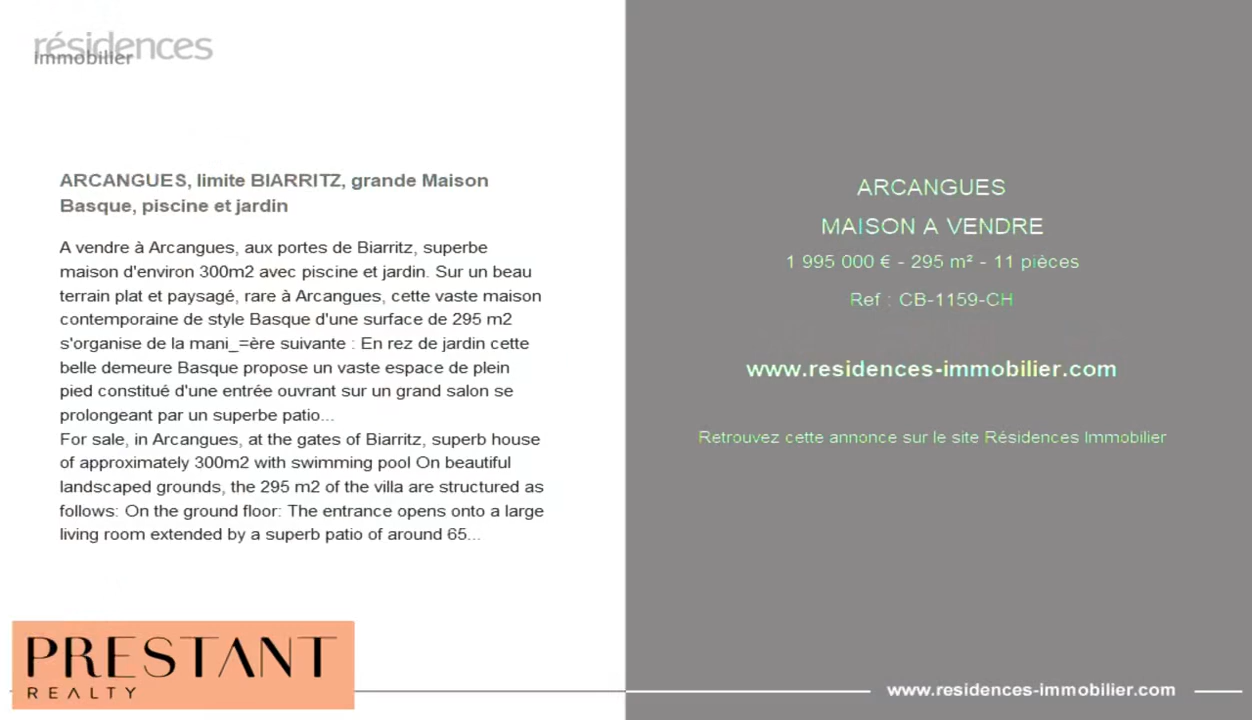 résidences
immobilier
ARCANGUES, limite BIARRITZ, grande Maison
Basque, piscine et jardin
A vendre à Arcangues, aux portes de Biarritz, superbe
maison d'environ 300m2 avec piscine et jardin. Sur un beau
terrain plat et paysagé, rare à Arcangues, cette vaste maison
contemporaine de style Basque d'une surface de 295 m2
s'organise de la mani_=ère suivante : En rez de jardin cette
belle demeure Basque propose un vaste espace de plein
pied constitué d'une entrée ouvrant sur un grand salon se
prolongeant par un superbe patio...
For sale, in Arcangues, at the gates of Biarritz, superb house
of approximately 300m2 with swimming pool On beautiful
landscaped grounds, the 295 m2 of the villa are structured as
follows: On the ground floor: The entrance opens onto a large
living room extended by a superb patio of around 65...
PRESTANT
REALTY
ARCANGUES
MAISON A VENDRE
1 995 000 € - 295 m² - 11 pièces
Ref : CB-1159-CH
www.residences-immobilier.com
Retrouvez cette annonce sur le site Résidences Immobilier
www.residences-immobilier.com